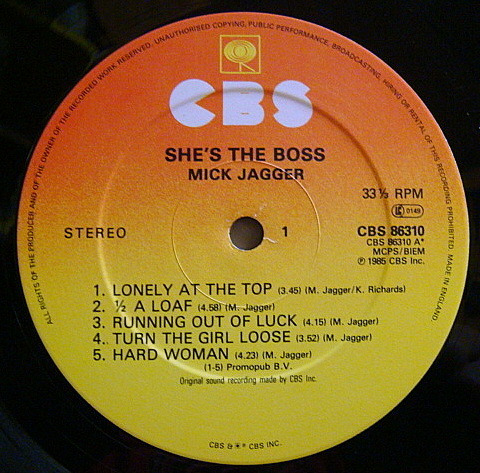 ALL RIGHTS OF THE PRODUCER AND OF THE OWNER OF THE RECORDED WORK RESERVED. UNAUTHORISED COPYING, PUBLIC PERFORMANCE, BROADCASTING, HIRING OR RENTAL OF THIS RECORDING PROHIBITED. MADE IN ENGLAND.
CBS
SHE'S THE BOSS
MICK JAGGER
33⅓ RPM
LC 0149
STEREO
1
CBS 86310
CBS 86310 A*
MCPS/BIEM
℗ 1985 CBS Inc.
1. LONELY AT THE TOP (3.45) (M. Jagger/K. Richards)
2. ½ A LOAF (4.58) (M. Jagger)
3. RUNNING OUT OF LUCK (4.15) (M. Jagger)
4. TURN THE GIRL LOOSE (3.52) (M. Jagger)
5. HARD WOMAN (4.23) (M. Jagger)
(1-5) Promopub B.V.
Original sound recording made by CBS Inc.
CBS & ✳* CBS INC.